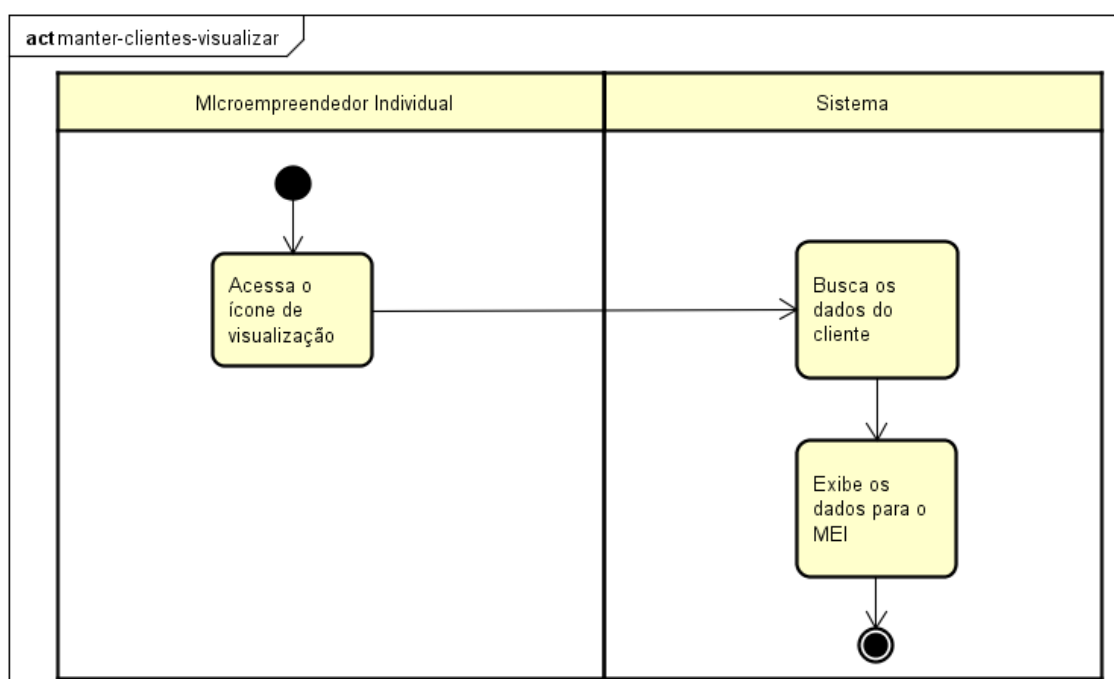 act manter-clientes-visualizar
MIcroempreendedor Individual
Sistema
Acessa o
ícone de
visualização
Busca os
dados do
cliente
Exibe os
dados para o
MEI